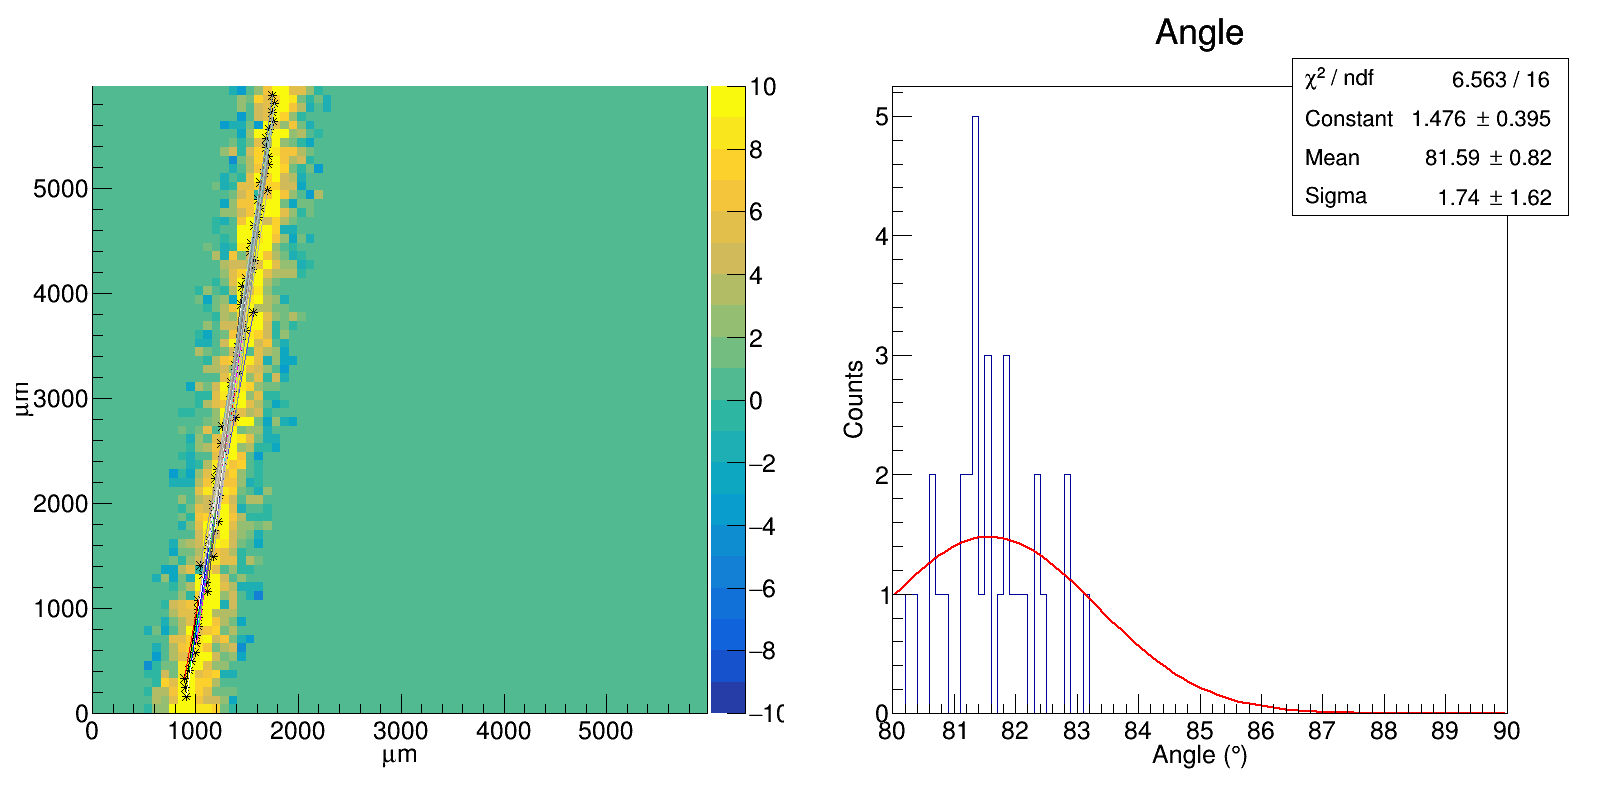 Angle
χ² / ndf 6.563 / 16
Constant 1.476 ± 0.395
Mean 81.59 ± 0.82
Sigma 1.74 ± 1.62
μm
5000
4000
3000
2000
1000
0
0 1000 2000 3000 4000 5000
μm
10
8
6
4
2
0
−2
−4
−6
−8
−10
Counts
5
4
3
2
1
0
80 81 82 83 84 85 86 87 88 89 90
Angle (°)